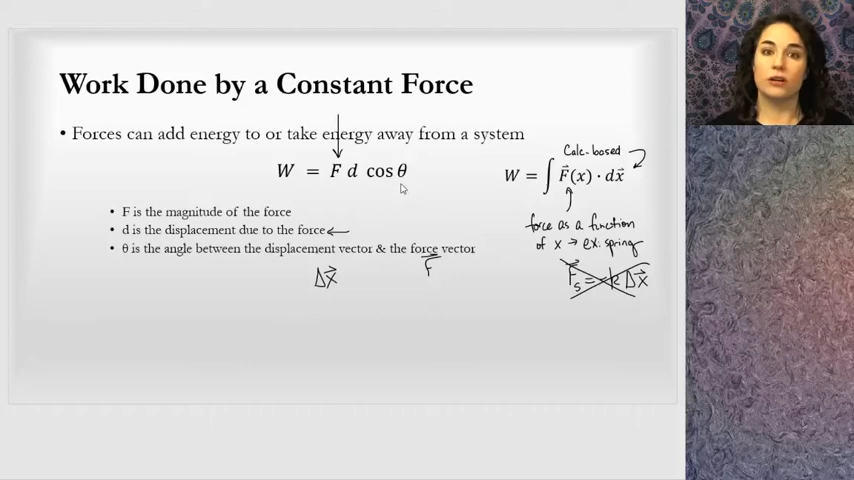 Work Done by a Constant Force
• Forces can add energy to or take energy away from a system
W = F d cos θ
• F is the magnitude of the force
• d is the displacement due to the force
• θ is the angle between the displacement vector & the force vector
Δx⃗
F⃗
Calc-based
W = ∫ F⃗(x) · dx⃗
force as a function
of x → ex: spring
F⃗s = -k Δx⃗